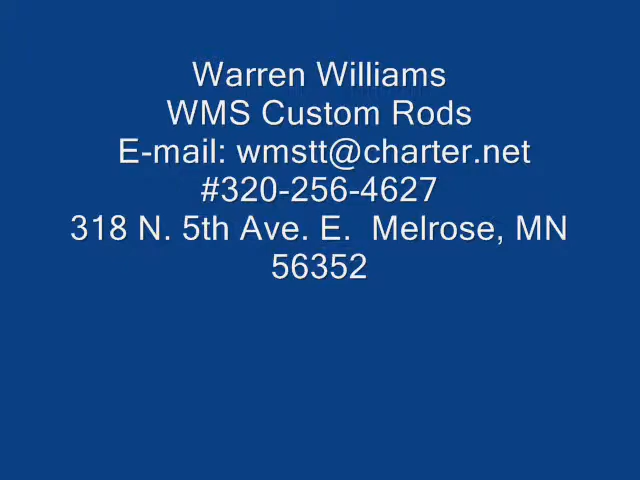 Warren Williams
WMS Custom Rods
E-mail: wmstt@charter.net
#320-256-4627
318 N. 5th Ave. E.  Melrose, MN
56352